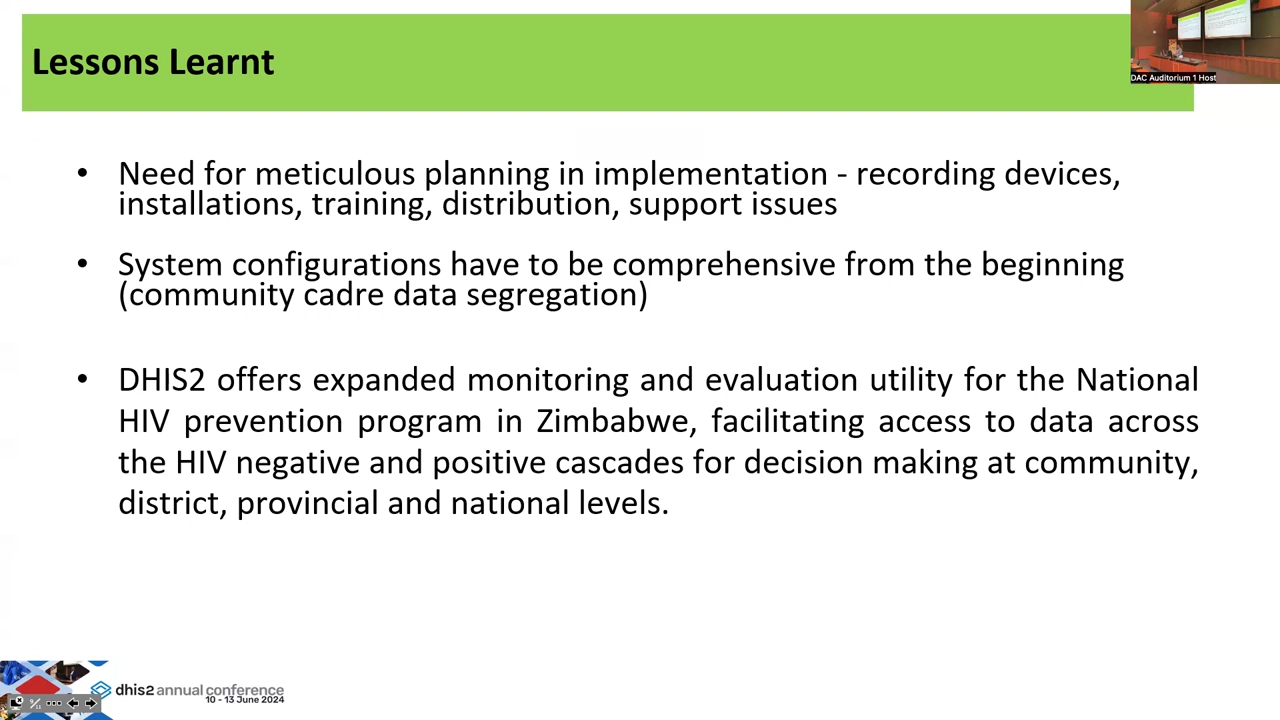 Lessons Learnt
DAC Auditorium 1 Host
• Need for meticulous planning in implementation - recording devices,
installations, training, distribution, support issues
• System configurations have to be comprehensive from the beginning
(community cadre data segregation)
• DHIS2 offers expanded monitoring and evaluation utility for the National
HIV prevention program in Zimbabwe, facilitating access to data across
the HIV negative and positive cascades for decision making at community,
district, provincial and national levels.
dhis2 annual conference
10 - 13 June 2024